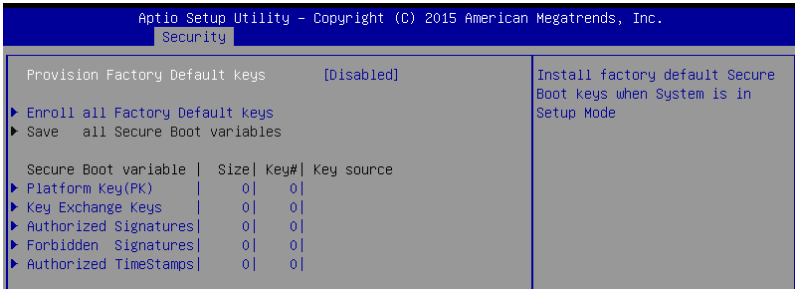 Aptio Setup Utility – Copyright (C) 2015 American Megatrends, Inc.
Security
Provision Factory Default keys [Disabled]
Enroll all Factory Default keys
Save all Secure Boot variables
Secure Boot variable | Size| Key#| Key source
Platform Key(PK) | 0| 0|
Key Exchange Keys | 0| 0|
Authorized Signatures| 0| 0|
Forbidden Signatures| 0| 0|
Authorized TimeStamps| 0| 0|
Install factory default Secure
Boot keys when System is in
Setup Mode